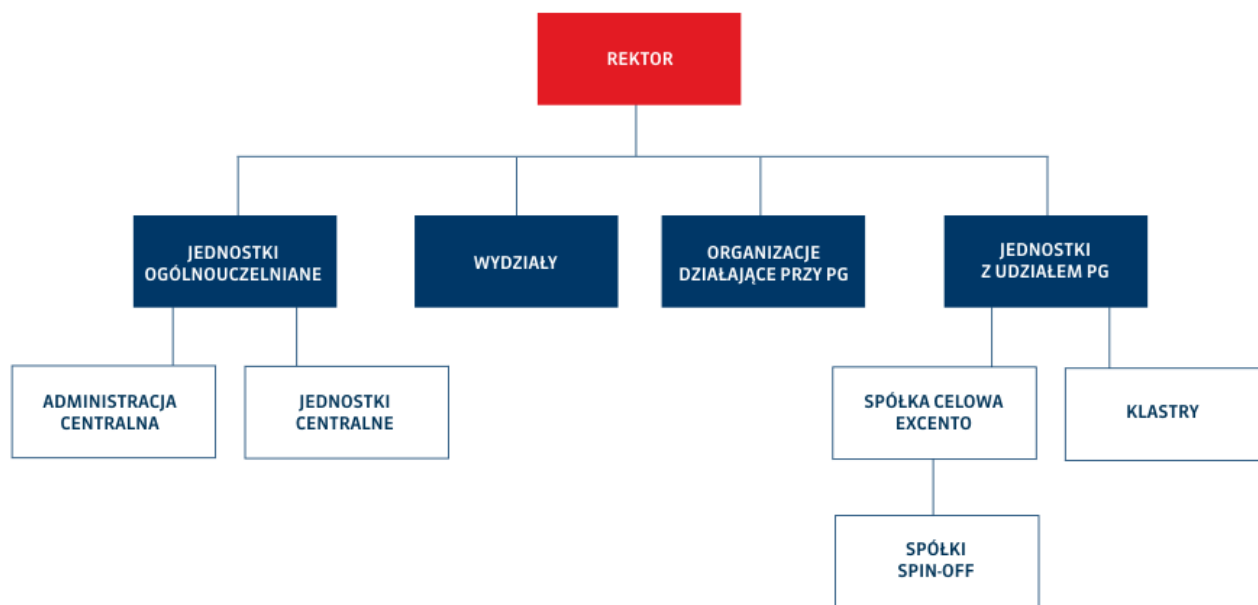 REKTOR
JEDNOSTKI
OGÓLNOUCZELNIANE
WYDZIAŁY
ORGANIZACJE
DZIAŁAJĄCE PRZY PG
JEDNOSTKI
Z UDZIAŁEM PG
ADMINISTRACJA
CENTRALNA
JEDNOSTKI
CENTRALNE
SPÓŁKA CELOWA
EXCENTO
KLASTRY
SPÓŁKI
SPIN-OFF